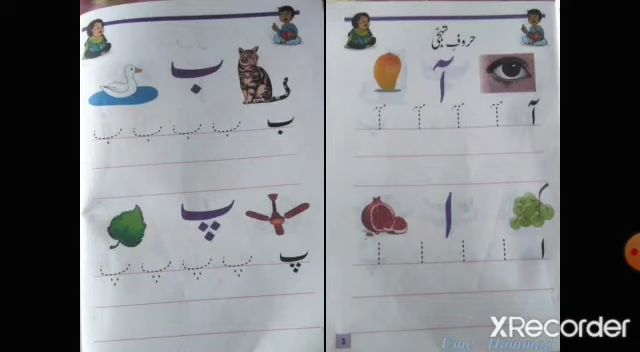 حروفِ تہجی
آ
آ آ آ آ آ
ا
ا ا ا ا ا
3
ب
ب ب ب ب ب
پ
پ پ پ پ پ
XRecorder